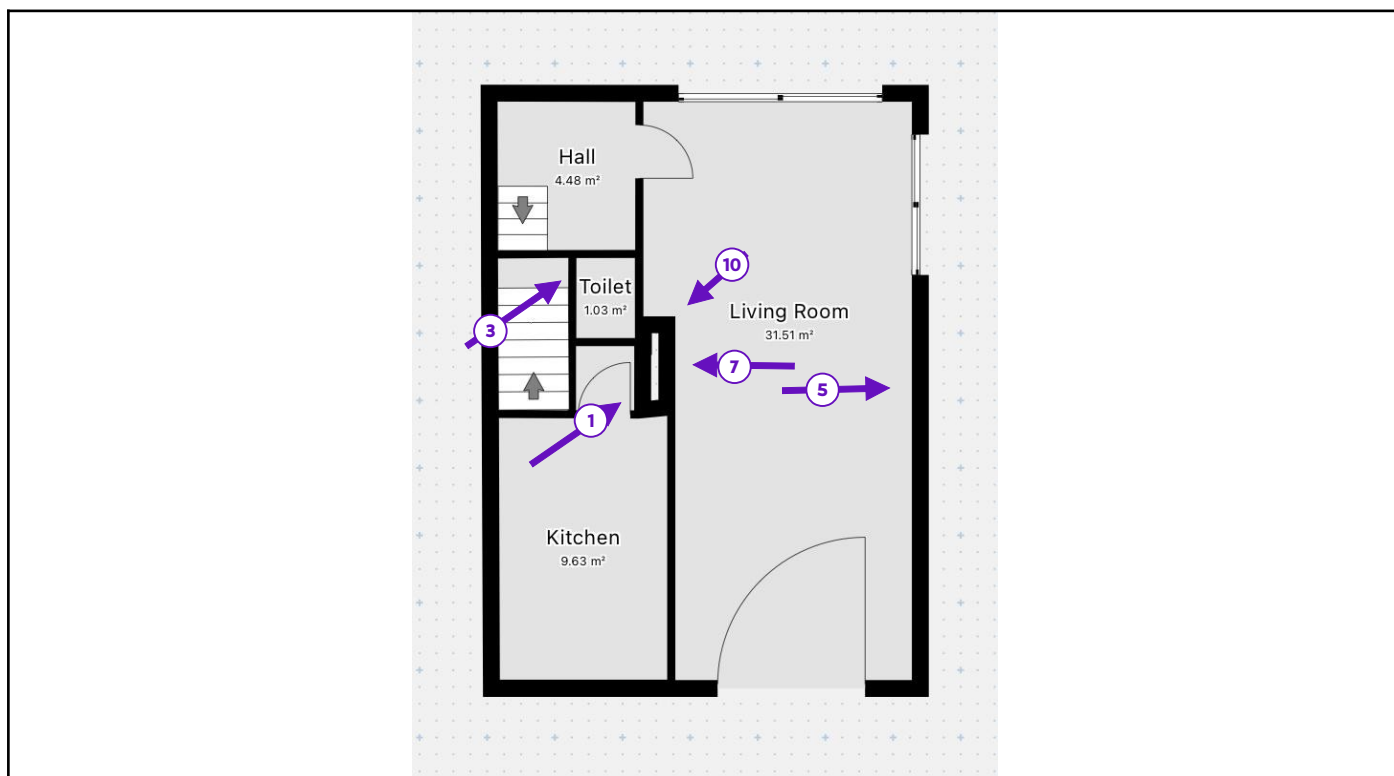 Hall
4.48 m²
10
Toilet
1.03 m²
Living Room
31.51 m²
3
7
5
1
Kitchen
9.63 m²